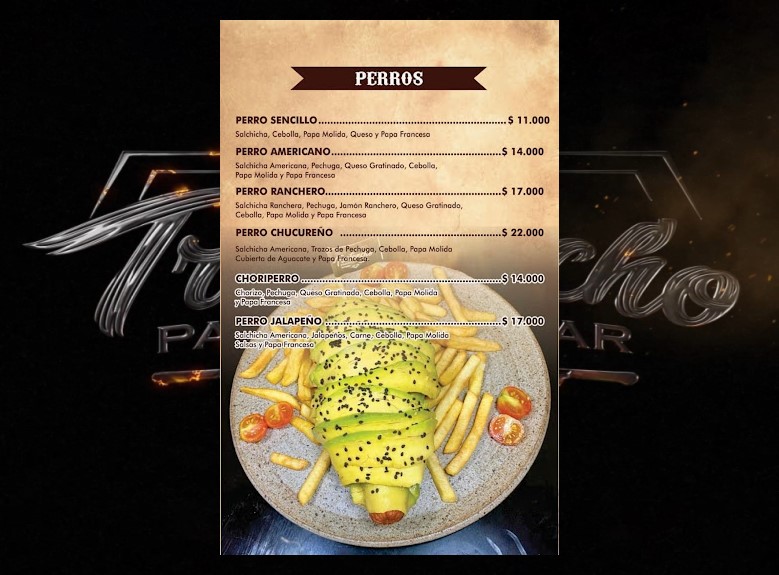 PERROS
PERRO SENCILLO........................................................$ 11.000
Salchicha, Cebolla, Papa Molida, Queso y Papa Francesa
PERRO AMERICANO..................................................$ 14.000
Salchicha Americana, Pechuga, Queso Gratinado, Cebolla,
Papa Molida y Papa Francesa
PERRO RANCHERO....................................................$ 17.000
Salchicha Ranchera, Pechuga, Jamón Ranchero, Queso Gratinado,
Cebolla, Papa Molida y Papa Francesa
PERRO CHUCUREÑO ................................................$ 22.000
Salchicha Americana, Trozos de Pechuga, Cebolla, Papa Molida
Cubierto de Aguacate y Papa Francesa.
CHORIPERRO............................................................$ 14.000
Chorizo, Pechuga, Queso Gratinado, Cebolla, Papa Molida
y Papa Francesa
PERRO JALAPEÑO ....................................................$ 17.000
Salchicha Americana, Jalapeños, Carne, Cebolla, Papa Molida
Salsas y Papa Francesa